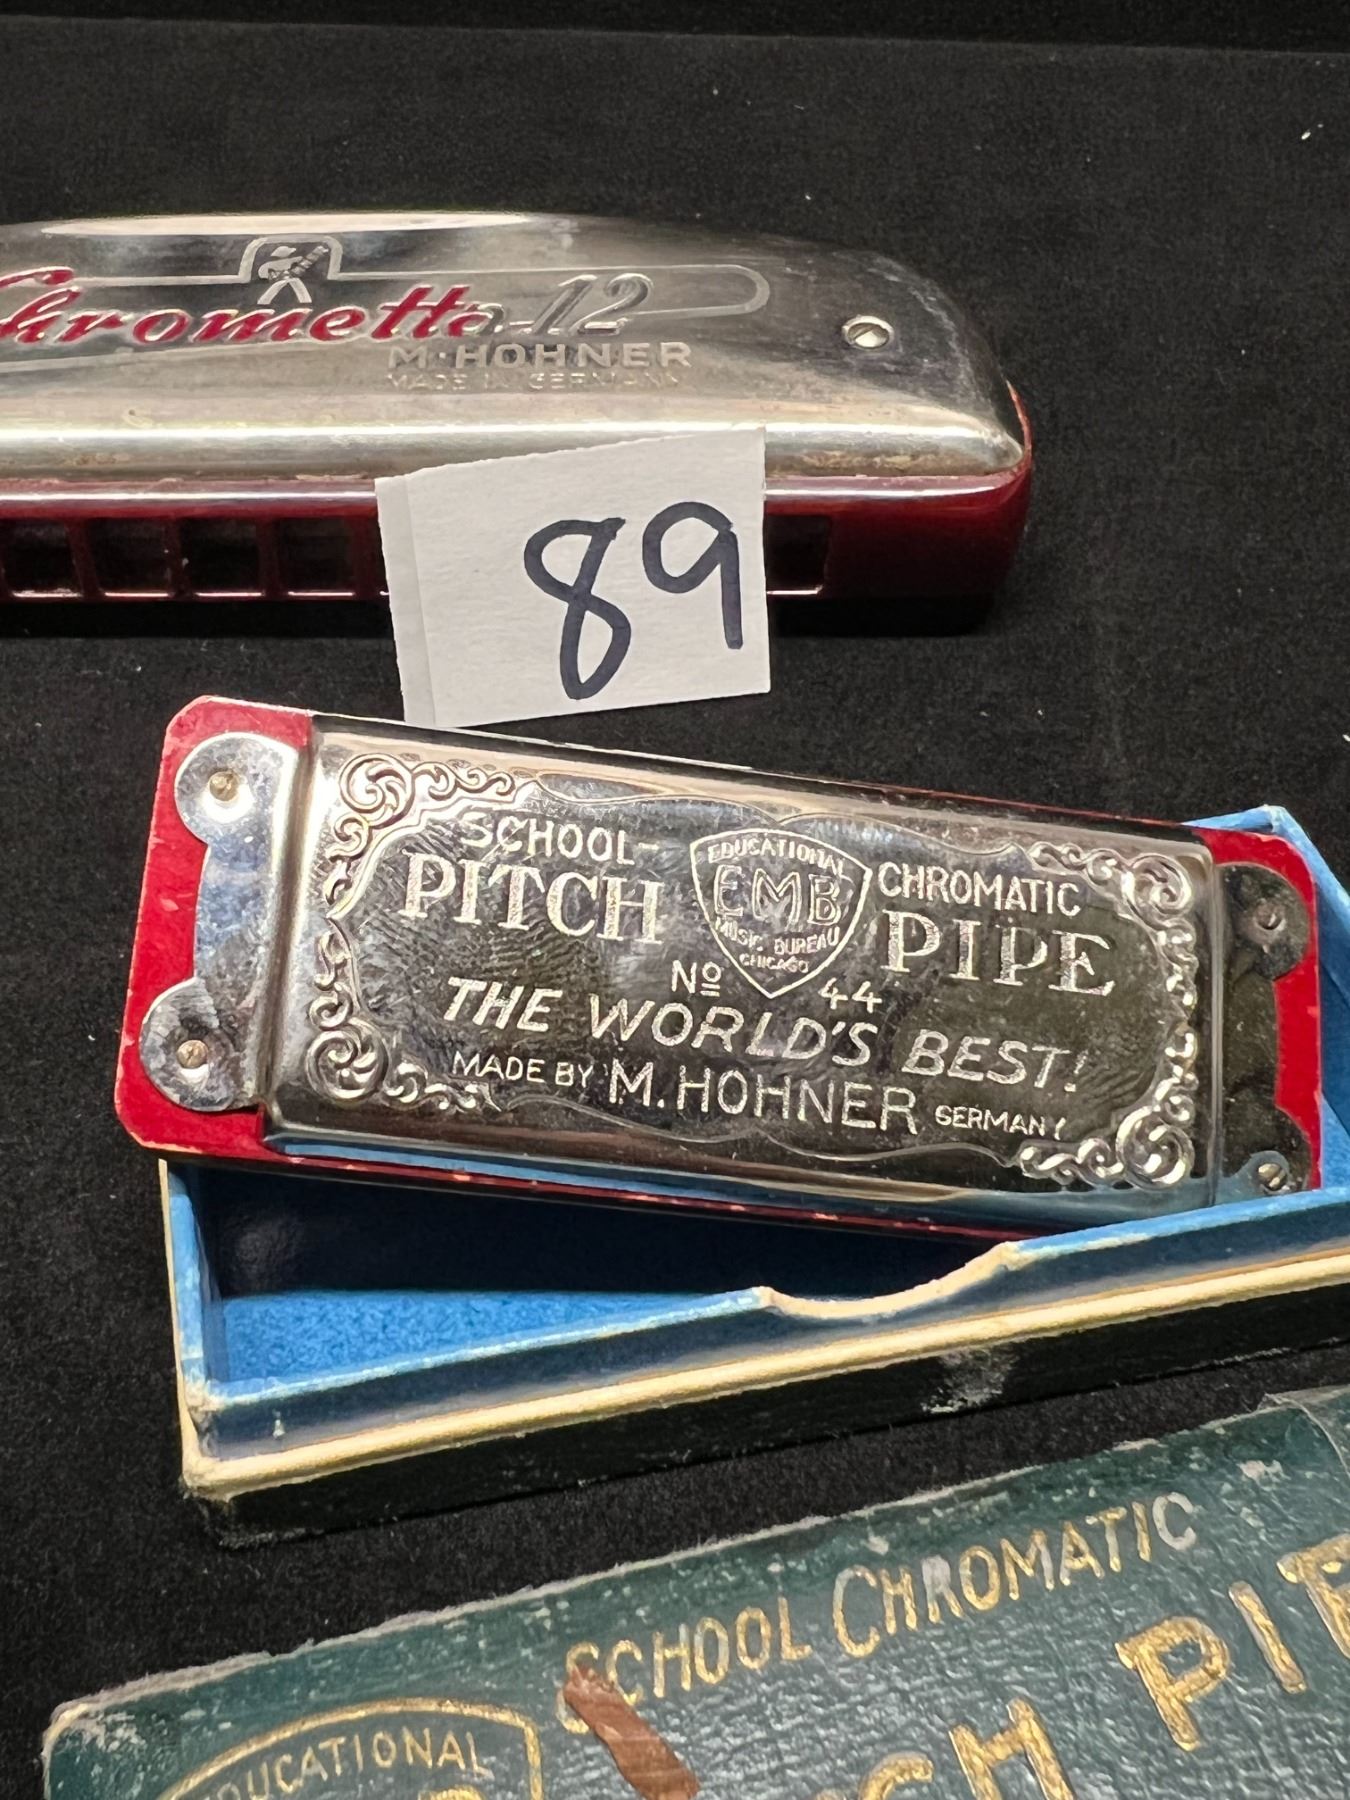 Chrometta 12
M. HOHNER
MADE IN GERMANY
89
SCHOOL-
PITCH
EDUCATIONAL
EMB
MUSIC BUREAU
CHICAGO
CHROMATIC
PIPE
Nº 44
THE WORLD'S BEST!
MADE BY M. HOHNER GERMANY
SCHOOL CHROMATIC
PIPE
EDUCATIONAL